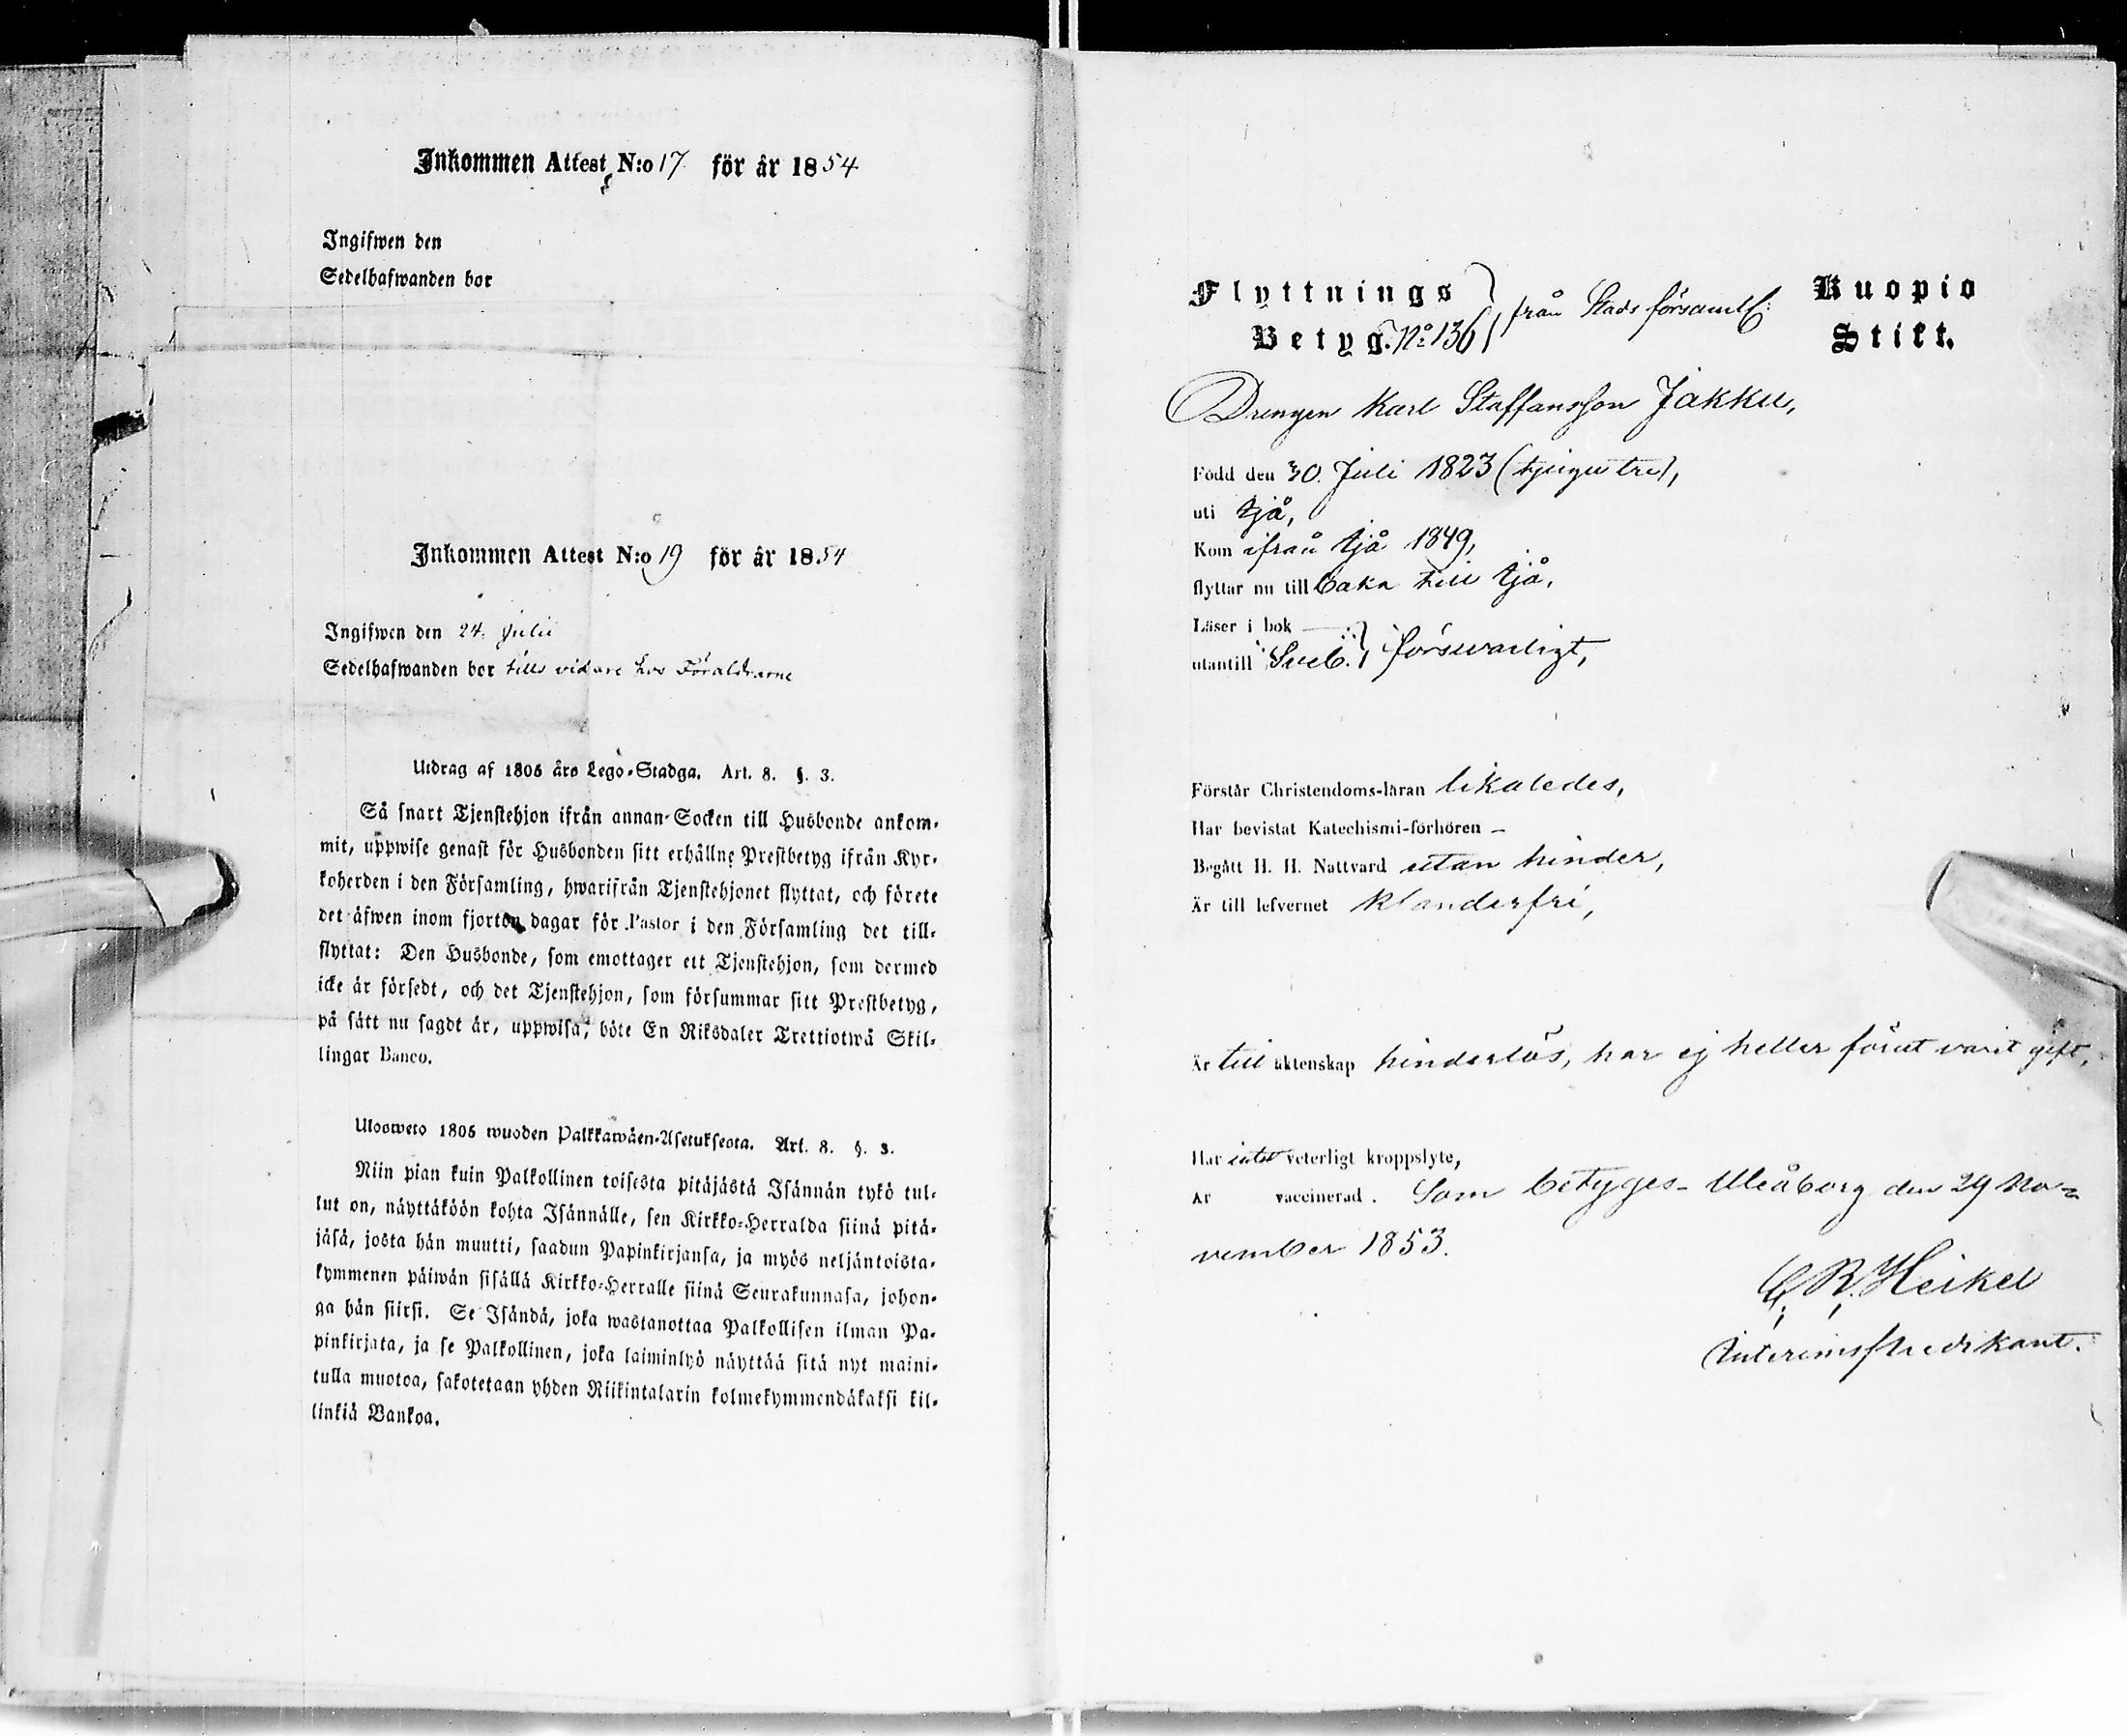 Inkommen Attest N:o 17 för år 1854
Ingifwen den
Sedelhafwanden bor
Inkommen Attest N:o 19 för år 1854
Ingifwen den 24. Julii
Sedelhafwanden bor tills vidare hos Föräldrarne
Utdrag af 1805 års Lego-Stadga. Art. 8. §. 3.
Så snart Tjenstehjon ifrån annan Socken till Husbonde ankom-
mit, uppwise genast för Husbonden sitt erhållne Prestbetyg ifrån Kyr-
koherden i den Församling, hwarifrån Tjenstehjonet flyttat, och förete
det äfwen inom fjorton dagar för Pastor i den Församling det till-
flyttat: Den Husbonde, som emottager ett Tjenstehjon, som dermed
icke är försedt, och det Tjenstehjon, som försummar sitt Prestbetyg,
på sätt nu sagdt är, uppwisa, böte En Riksdaler Trettiotwå Skil-
lingar Banco.
Ulosweto 1805 wuoden Palkkawäen-Asetuksesta. Art. 8. §. 3.
Niin pian kuin Palkollinen toisesta pitäjästä Isännän tykö tul-
lut on, näyttäköön kohta Isännälle, sen Kirkko-Herralda siinä pitä-
jäsä, josta hän muutti, saadun Papinkirjansa, ja myös neljäntoista-
kymmenen päiwän sisällä Kirkko-Herralle siinä Seurakunnasa, johon-
ga hän siirsi. Se Isändä, joka wastanottaa Palkollisen ilman Pa-
pinkirjata, ja se Palkollinen, joka laiminlyö näyttää sitä nyt maini-
tulla muotoa, sakotetaan yhden Riikintalarin kolmekymmendäkaksi kil-
linkiä Bankoa.
Flyttnings
Betyg. No 136, från Stads församl: Kuopio
Stift.
Drengen Karl Staffansson Jakku,
Född den 30. Juli 1823 (tjugutre),
uti Ijå,
Kom ifrån Ijå 1849,
flyttar nu till baka till Ijå,
Läser i bok —
utantill Sveb. } försvarligt,
Förstår Christendoms-läran likaledes,
Har bevistat Katechismi-förhören –
Begått H. H. Nattvard utan hinder,
Är till lefvernet klanderfri,
Är till äktenskap hinderlös, har ej heller förut varit gift,
Har intet veterligt kroppslyte,
Är vaccinerad. Som betyges – Uleåborg den 29 No=
vember 1853.
C. R. Heikel
Interimspredikant.